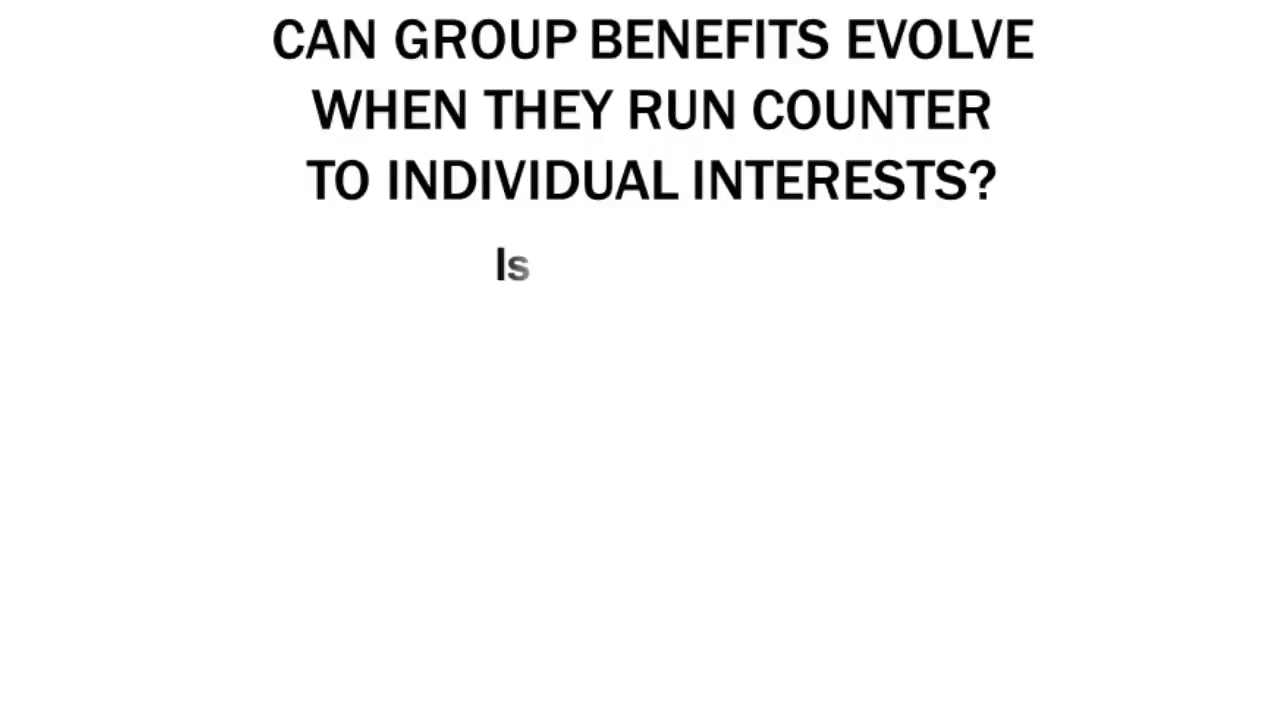 CAN GROUP BENEFITS EVOLVE
WHEN THEY RUN COUNTER
TO INDIVIDUAL INTERESTS?
Is